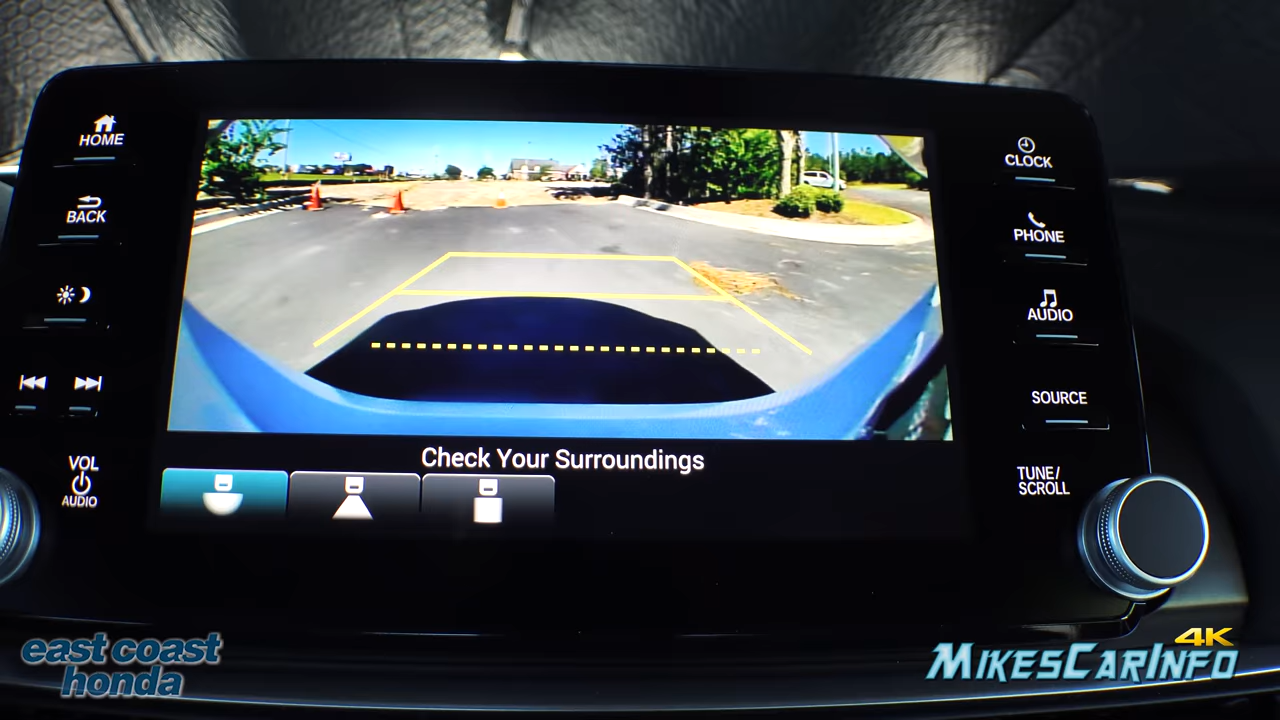 HOME
BACK
VOL
AUDIO
CLOCK
PHONE
AUDIO
SOURCE
TUNE/
SCROLL
Check Your Surroundings
east coast
honda
4K
MIKESCARINFO